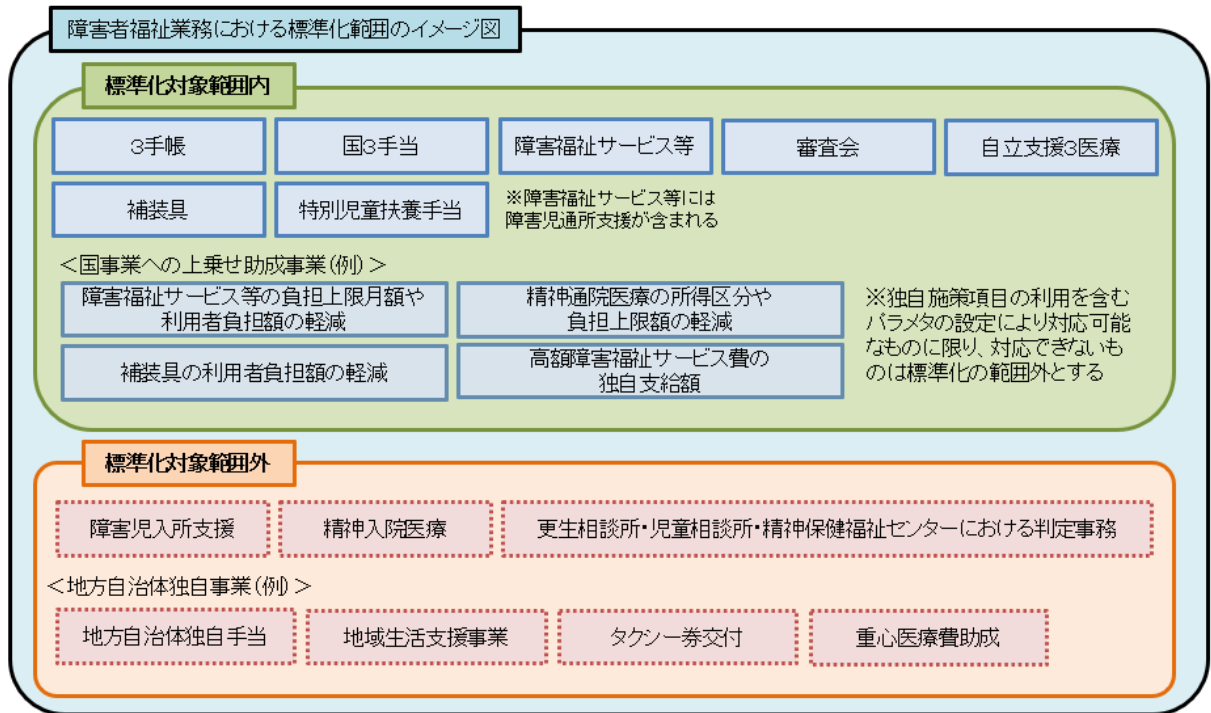 障害者福祉業務における標準化範囲のイメージ図
標準化対象範囲内
3手帳
国3手当
障害福祉サービス等
審査会
自立支援3医療
補装具
特別児童扶養手当
※障害福祉サービス等には
障害児通所支援が含まれる
＜国事業への上乗せ助成事業(例)＞
障害福祉サービス等の負担上限月額や
利用者負担額の軽減
精神通院医療の所得区分や
負担上限額の軽減
補装具の利用者負担額の軽減
高額障害福祉サービス費の
独自支給額
※独自施策項目の利用を含む
パラメタの設定により対応可能
なものに限り、対応できないも
のは標準化の範囲外とする
標準化対象範囲外
障害児入所支援
精神入院医療
更生相談所・児童相談所・精神保健福祉センターにおける判定事務
＜地方自治体独自事業(例)＞
地方自治体独自手当
地域生活支援事業
タクシー券交付
重心医療費助成